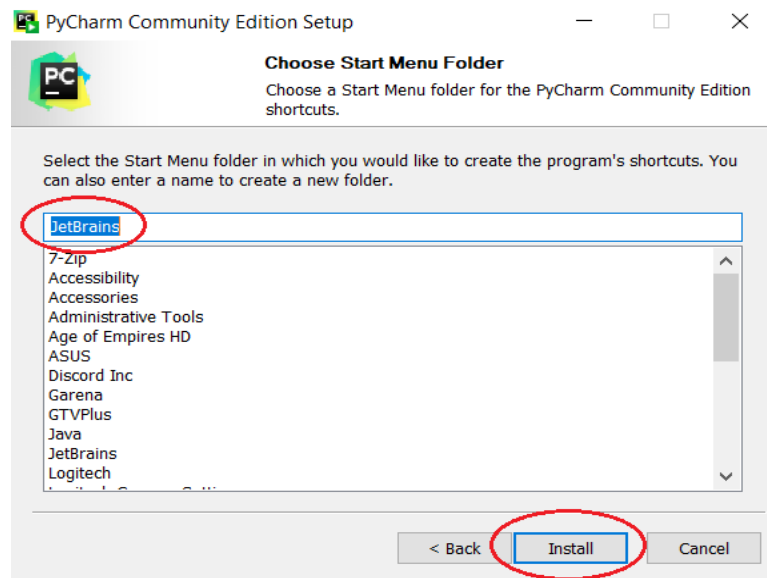 PyCharm Community Edition Setup
PC
Choose Start Menu Folder
Choose a Start Menu folder for the PyCharm Community Edition
shortcuts.
Select the Start Menu folder in which you would like to create the program's shortcuts. You
can also enter a name to create a new folder.
JetBrains
7-Zip
Accessibility
Accessories
Administrative Tools
Age of Empires HD
ASUS
Discord Inc
Garena
GTVPlus
Java
JetBrains
Logitech
< Back
Install
Cancel